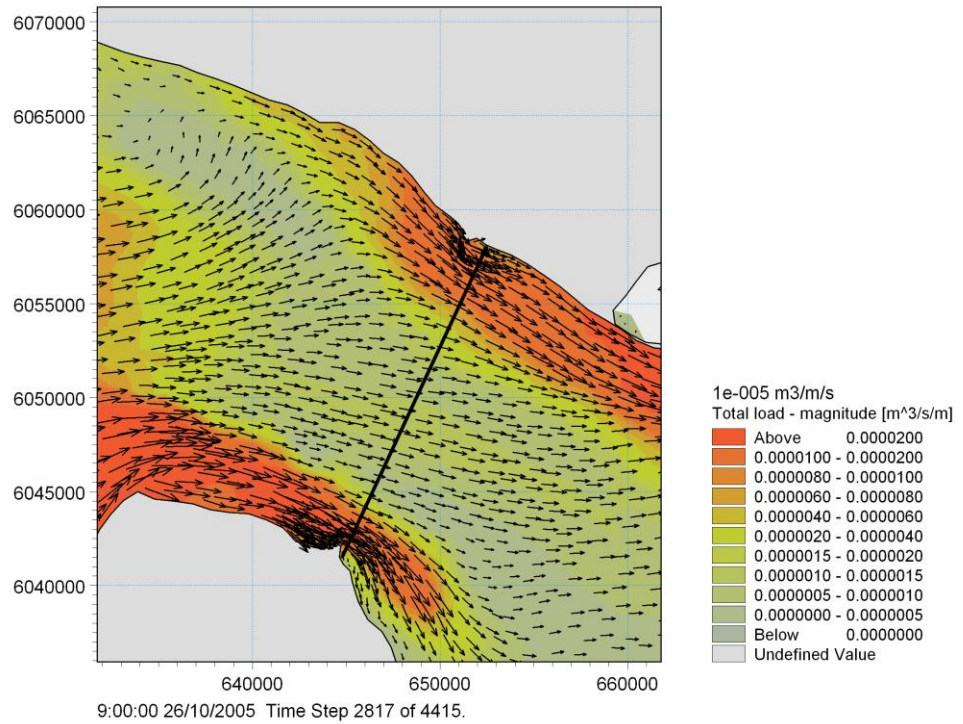 6070000
6065000
6060000
6055000
6050000
6045000
6040000
640000 650000 660000
9:00:00 26/10/2005 Time Step 2817 of 4415.
1e-005 m3/m/s
Total load - magnitude [m^3/s/m]
Above 0.0000200
0.0000100 - 0.0000200
0.0000080 - 0.0000100
0.0000060 - 0.0000080
0.0000040 - 0.0000060
0.0000020 - 0.0000040
0.0000015 - 0.0000020
0.0000010 - 0.0000015
0.0000005 - 0.0000010
0.0000000 - 0.0000005
Below 0.0000000
Undefined Value